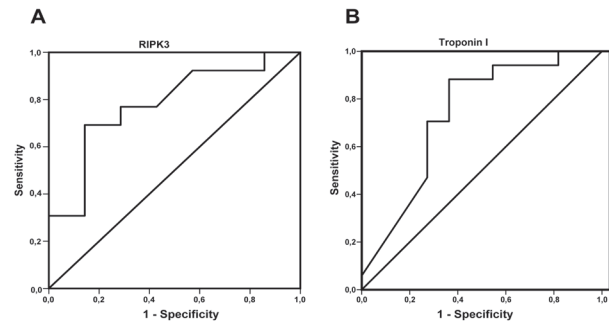 A
RIPK3
1,0
0,8
0,6
0,4
0,2
0,0
Sensitivity
0,0 0,2 0,4 0,6 0,8 1,0
1 - Specificity
B
Troponin I
1,0
0,8
0,6
0,4
0,2
0,0
Sensitivity
0,0 0,2 0,4 0,6 0,8 1,0
1 - Specificity